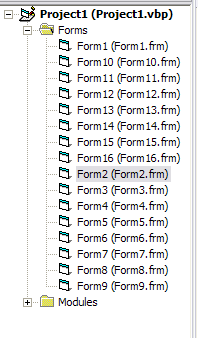 Project1 (Project1.vbp)
Forms
Form1 (Form1.frm)
Form10 (Form10.frm)
Form11 (Form11.frm)
Form12 (Form12.frm)
Form13 (Form13.frm)
Form14 (Form14.frm)
Form15 (Form15.frm)
Form16 (Form16.frm)
Form2 (Form2.frm)
Form3 (Form3.frm)
Form4 (Form4.frm)
Form5 (Form5.frm)
Form6 (Form6.frm)
Form7 (Form7.frm)
Form8 (Form8.frm)
Form9 (Form9.frm)
Modules